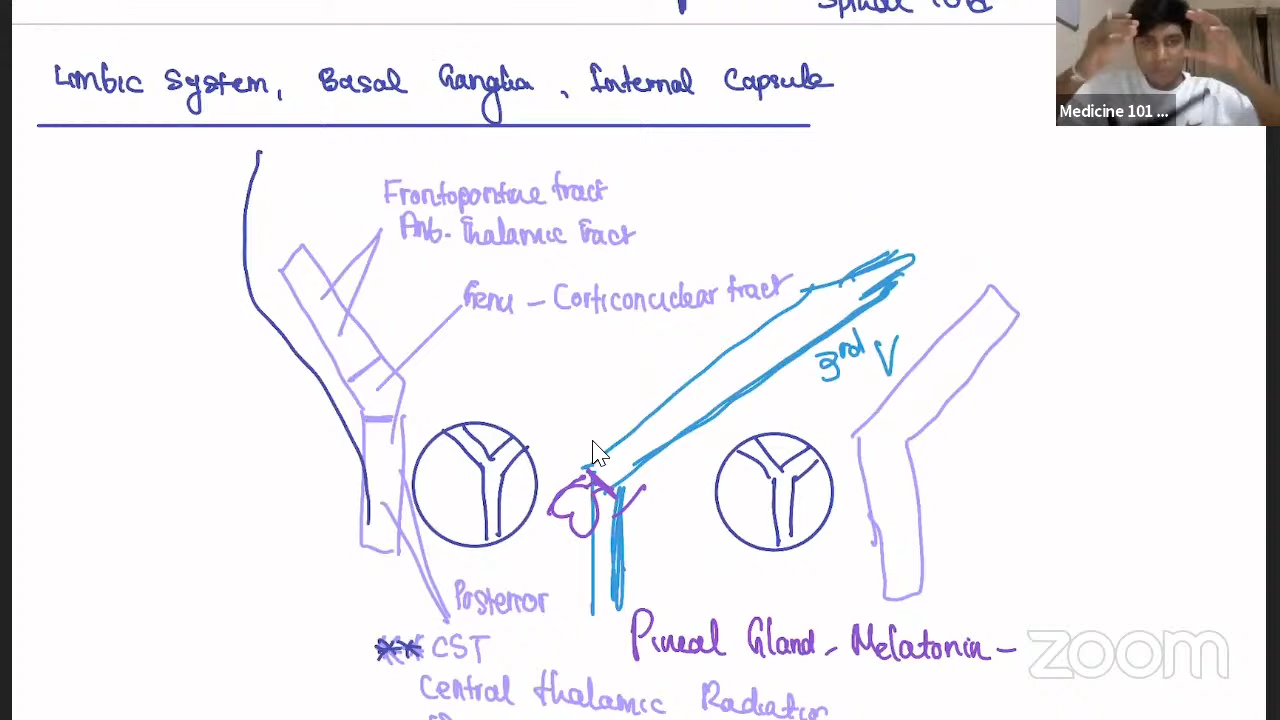 Medicine 101 ...
Limbic System, Basal Ganglia, Internal Capsule
Frontopontine tract
Ant. Thalamic tract
Genu - Corticonuclear tract
3rd V
Posterior
** CST
Pineal Gland - Melatonin -
Central thalamic Radiation
zoom